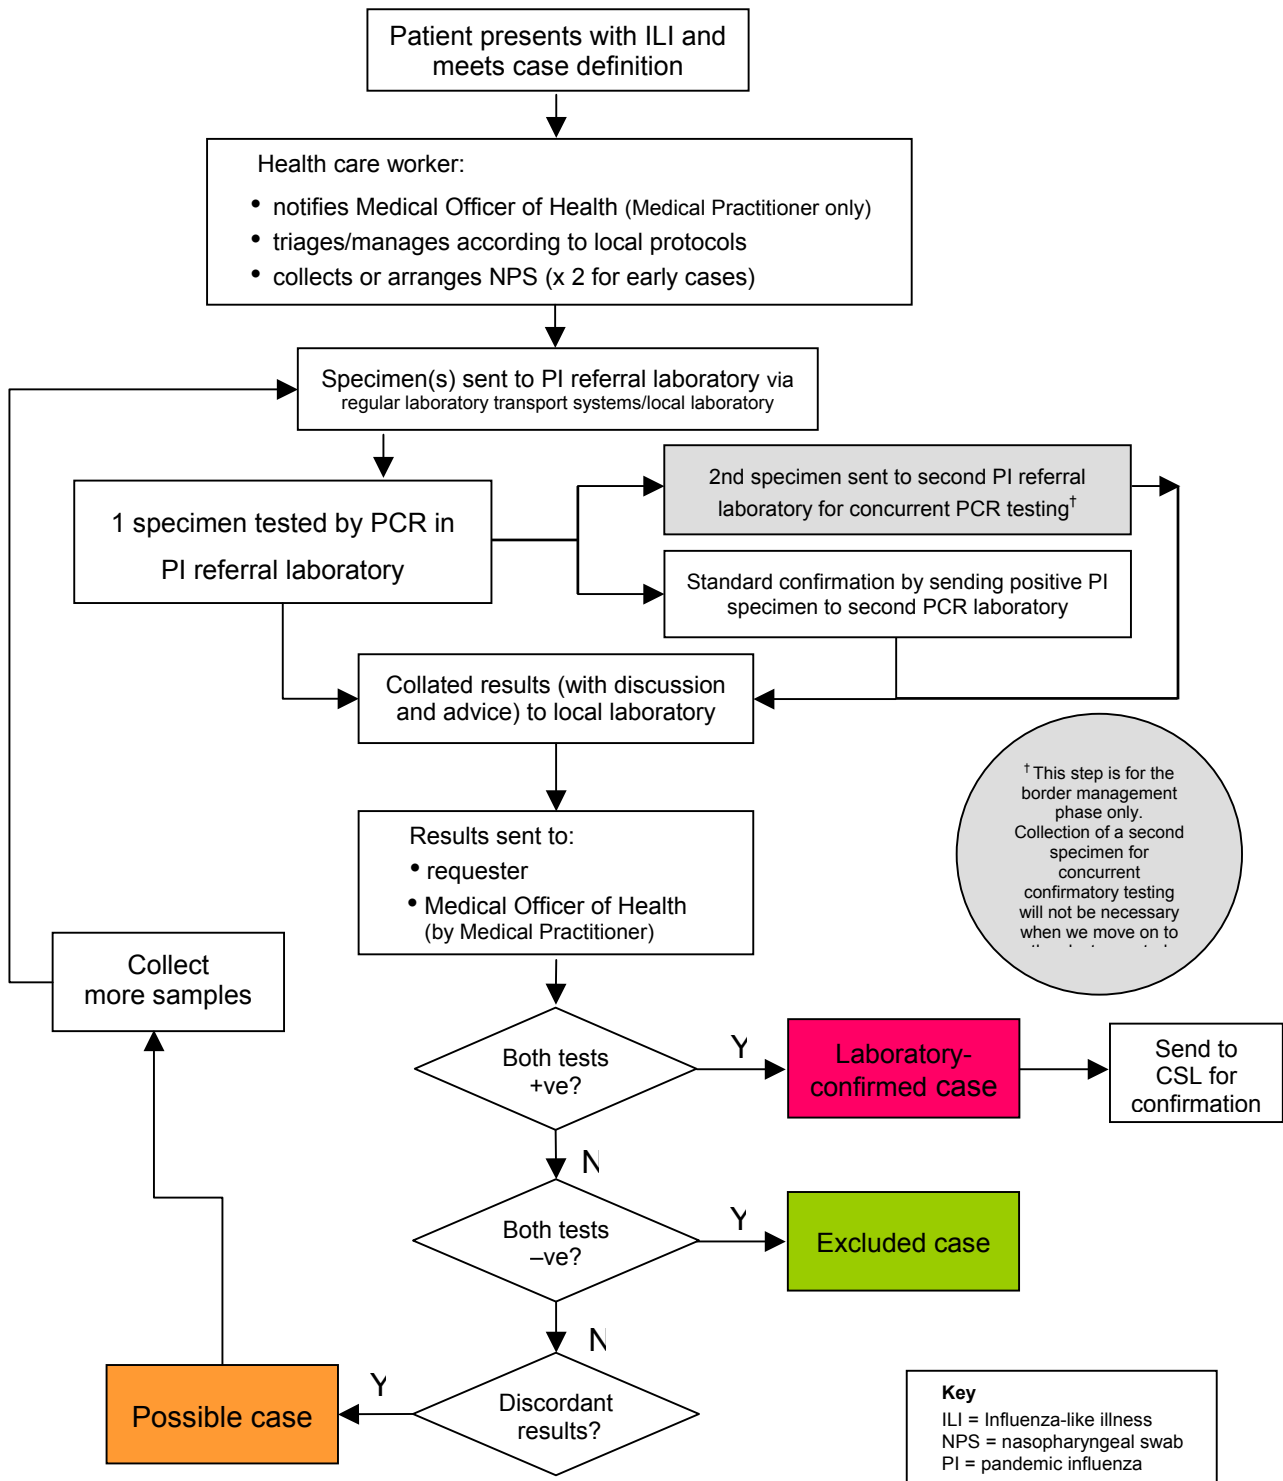 Patient presents with ILI and
meets case definition
Health care worker:
• notifies Medical Officer of Health (Medical Practitioner only)
• triages/manages according to local protocols
• collects or arranges NPS (x 2 for early cases)
Specimen(s) sent to PI referral laboratory via
regular laboratory transport systems/local laboratory
1 specimen tested by PCR in
PI referral laboratory
2nd specimen sent to second PI referral
laboratory for concurrent PCR testing†
Standard confirmation by sending positive PI
specimen to second PCR laboratory
Collated results (with discussion
and advice) to local laboratory
† This step is for the
border management
phase only.
Collection of a second
specimen for
concurrent
confirmatory testing
will not be necessary
when we move on to
Results sent to:
• requester
• Medical Officer of Health
(by Medical Practitioner)
Collect
more samples
Both tests
+ve?
Y
Laboratory-
confirmed case
Send to
CSL for
confirmation
N
Both tests
–ve?
Y
Excluded case
N
Discordant
results?
Y
Possible case
Key
ILI = Influenza-like illness
NPS = nasopharyngeal swab
PI = pandemic influenza